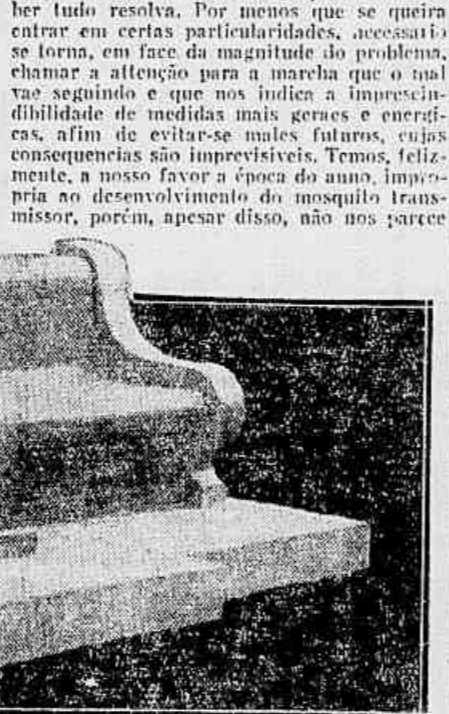 ber tudo resolva. Por menos que se queira
entrar em certas particularidades, necessario
se torna, em face da magnitude do problema,
chamar a attenção para a marcha que o mal
vae seguindo e que nos indica a imprescin-
dibilidade de medidas mais geraes e energi-
cas, afim de evitar-se males futuros, cujas
consequencias são imprevisiveis. Temos, feliz-
mente, a nosso favor a época do anno, impro-
pria ao desenvolvimento do mosquito trans-
missor, porém, apesar disso, não nos parece